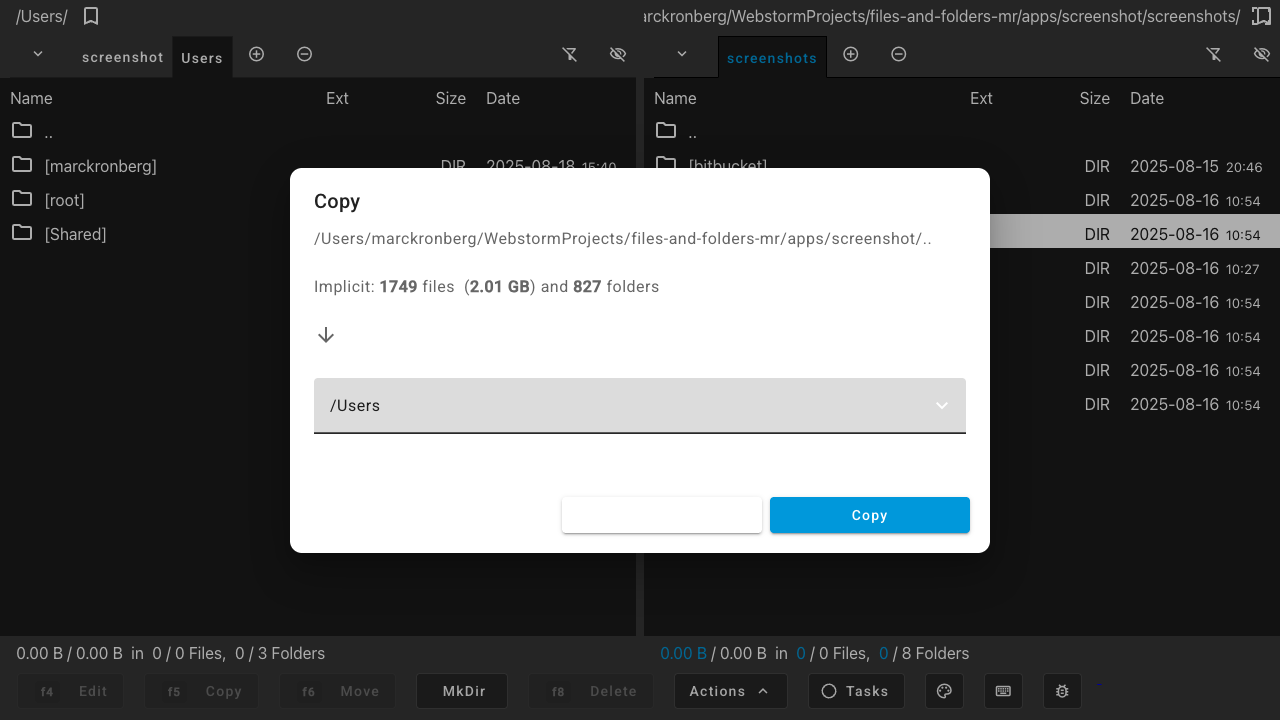 /Users/
screenshot Users
Name Ext Size Date
..
[marckronberg] DIR 2025-08-18 15:40
[root]
[Shared]
rckronberg/WebstormProjects/files-and-folders-mr/apps/screenshot/screenshots/
screenshots
Name Ext Size Date
..
[bitbucket] DIR 2025-08-15 20:46
DIR 2025-08-16 10:54
DIR 2025-08-16 10:54
DIR 2025-08-16 10:27
DIR 2025-08-16 10:54
DIR 2025-08-16 10:54
DIR 2025-08-16 10:54
DIR 2025-08-16 10:54
Copy
/Users/marckronberg/WebstormProjects/files-and-folders-mr/apps/screenshot/..
Implicit: 1749 files (2.01 GB) and 827 folders
/Users
Copy
0.00 B / 0.00 B in 0 / 0 Files, 0 / 3 Folders
0.00 B / 0.00 B in 0 / 0 Files, 0 / 8 Folders
f4 Edit f5 Copy f6 Move MkDir f8 Delete Actions Tasks